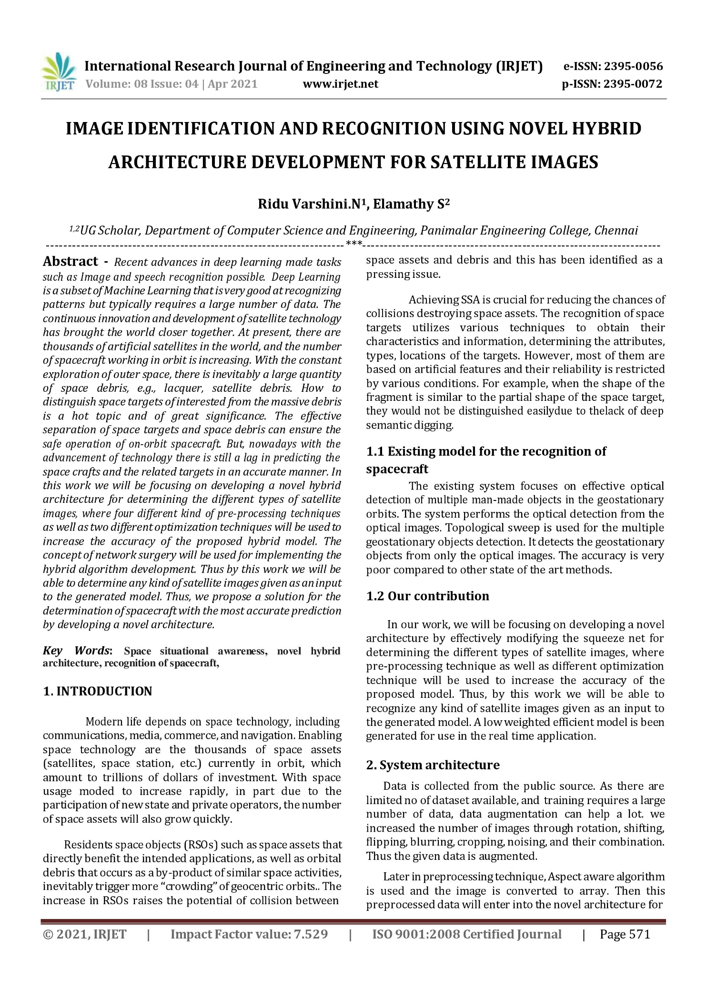 IRJET
International Research Journal of Engineering and Technology (IRJET) e-ISSN: 2395-0056
Volume: 08 Issue: 04 | Apr 2021 www.irjet.net p-ISSN: 2395-0072
IMAGE IDENTIFICATION AND RECOGNITION USING NOVEL HYBRID
ARCHITECTURE DEVELOPMENT FOR SATELLITE IMAGES
Ridu Varshini.N1, Elamathy S2
1,2UG Scholar, Department of Computer Science and Engineering, Panimalar Engineering College, Chennai
---------------------------------------------------------------------***---------------------------------------------------------------------
Abstract - Recent advances in deep learning made tasks
such as Image and speech recognition possible. Deep Learning
is a subset of Machine Learning that is very good at recognizing
patterns but typically requires a large number of data. The
continuous innovation and development of satellite technology
has brought the world closer together. At present, there are
thousands of artificial satellites in the world, and the number
of spacecraft working in orbit is increasing. With the constant
exploration of outer space, there is inevitably a large quantity
of space debris, e.g., lacquer, satellite debris. How to
distinguish space targets of interested from the massive debris
is a hot topic and of great significance. The effective
separation of space targets and space debris can ensure the
safe operation of on-orbit spacecraft. But, nowadays with the
advancement of technology there is still a lag in predicting the
space crafts and the related targets in an accurate manner. In
this work we will be focusing on developing a novel hybrid
architecture for determining the different types of satellite
images, where four different kind of pre-processing techniques
as well as two different optimization techniques will be used to
increase the accuracy of the proposed hybrid model. The
concept of network surgery will be used for implementing the
hybrid algorithm development. Thus by this work we will be
able to determine any kind of satellite images given as an input
to the generated model. Thus, we propose a solution for the
determination of spacecraft with the most accurate prediction
by developing a novel architecture.
Key Words: Space situational awareness, novel hybrid
architecture, recognition of spacecraft,
1. INTRODUCTION
Modern life depends on space technology, including
communications, media, commerce, and navigation. Enabling
space technology are the thousands of space assets
(satellites, space station, etc.) currently in orbit, which
amount to trillions of dollars of investment. With space
usage moded to increase rapidly, in part due to the
participation of new state and private operators, the number
of space assets will also grow quickly.
Residents space objects (RSOs) such as space assets that
directly benefit the intended applications, as well as orbital
debris that occurs as a by-product of similar space activities,
inevitably trigger more “crowding” of geocentric orbits.. The
increase in RSOs raises the potential of collision between
space assets and debris and this has been identified as a
pressing issue.
Achieving SSA is crucial for reducing the chances of
collisions destroying space assets. The recognition of space
targets utilizes various techniques to obtain their
characteristics and information, determining the attributes,
types, locations of the targets. However, most of them are
based on artificial features and their reliability is restricted
by various conditions. For example, when the shape of the
fragment is similar to the partial shape of the space target,
they would not be distinguished easilydue to thelack of deep
semantic digging.
1.1 Existing model for the recognition of
spacecraft
The existing system focuses on effective optical
detection of multiple man-made objects in the geostationary
orbits. The system performs the optical detection from the
optical images. Topological sweep is used for the multiple
geostationary objects detection. It detects the geostationary
objects from only the optical images. The accuracy is very
poor compared to other state of the art methods.
1.2 Our contribution
In our work, we will be focusing on developing a novel
architecture by effectively modifying the squeeze net for
determining the different types of satellite images, where
pre-processing technique as well as different optimization
technique will be used to increase the accuracy of the
proposed model. Thus, by this work we will be able to
recognize any kind of satellite images given as an input to
the generated model. A low weighted efficient model is been
generated for use in the real time application.
2. System architecture
Data is collected from the public source. As there are
limited no of dataset available, and training requires a large
number of data, data augmentation can help a lot. we
increased the number of images through rotation, shifting,
flipping, blurring, cropping, noising, and their combination.
Thus the given data is augmented.
Later in preprocessing technique, Aspect aware algorithm
is used and the image is converted to array. Then this
preprocessed data will enter into the novel architecture for
© 2021, IRJET | Impact Factor value: 7.529 | ISO 9001:2008 Certified Journal | Page 571